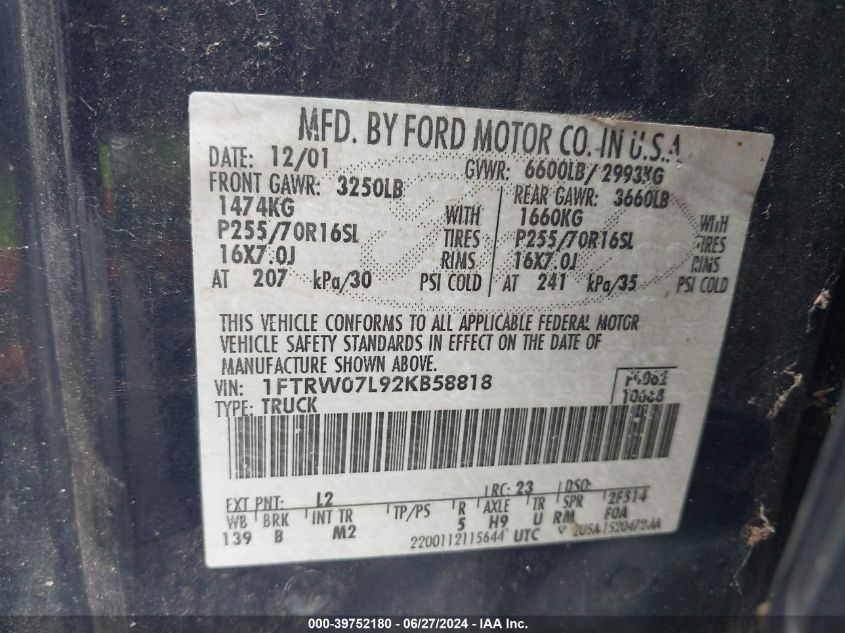 MFD. BY FORD MOTOR CO. IN U.S.A
DATE: 12/01 GVWR: 6600LB/2993KG
FRONT GAWR: 3250LB REAR GAWR: 3660LB
1474KG WITH 1660KG WITH
P255/70R16SL TIRES P255/70R16SL TIRES
16X7.0J RIMS 16X7.0J RIMS
AT 207 kPa/30 PSI COLD AT 241 kPa/35 PSI COLD
THIS VEHICLE CONFORMS TO ALL APPLICABLE FEDERAL MOTOR
VEHICLE SAFETY STANDARDS IN EFFECT ON THE DATE OF
MANUFACTURE SHOWN ABOVE.
VIN: 1FTRW07L92KB58818
TYPE: TRUCK
EXT PNT: L2 RC: 23 DSO:
WB BRK INT TR TP/PS R AXLE TR SPR 2F514
139 B M2 5 H9 U RM F0A
2200112115644 UTC
000-39752180 - 06/27/2024 - IAA Inc.